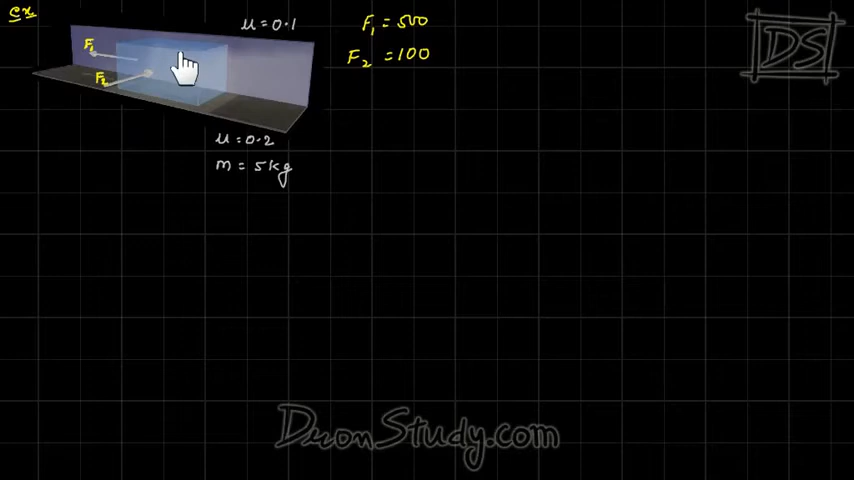 Ex.
μ = 0.1
F₁ = 500
F₂ = 100
F₁
F₂
μ = 0.2
m = 5kg
DS
DronStudy.com